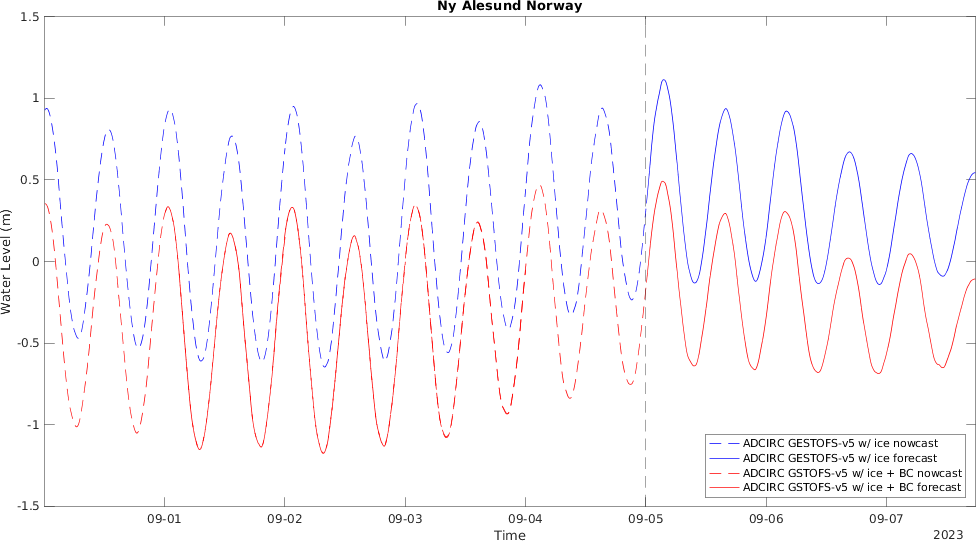 Ny Alesund Norway
1.5
1
0.5
0
-0.5
-1
-1.5
Water Level (m)
09-01
09-02
09-03
09-04
09-05
09-06
09-07
Time
2023
ADCIRC GESTOFS-v5 w/ ice nowcast
ADCIRC GESTOFS-v5 w/ ice forecast
ADCIRC GSTOFS-v5 w/ ice + BC nowcast
ADCIRC GSTOFS-v5 w/ ice + BC forecast